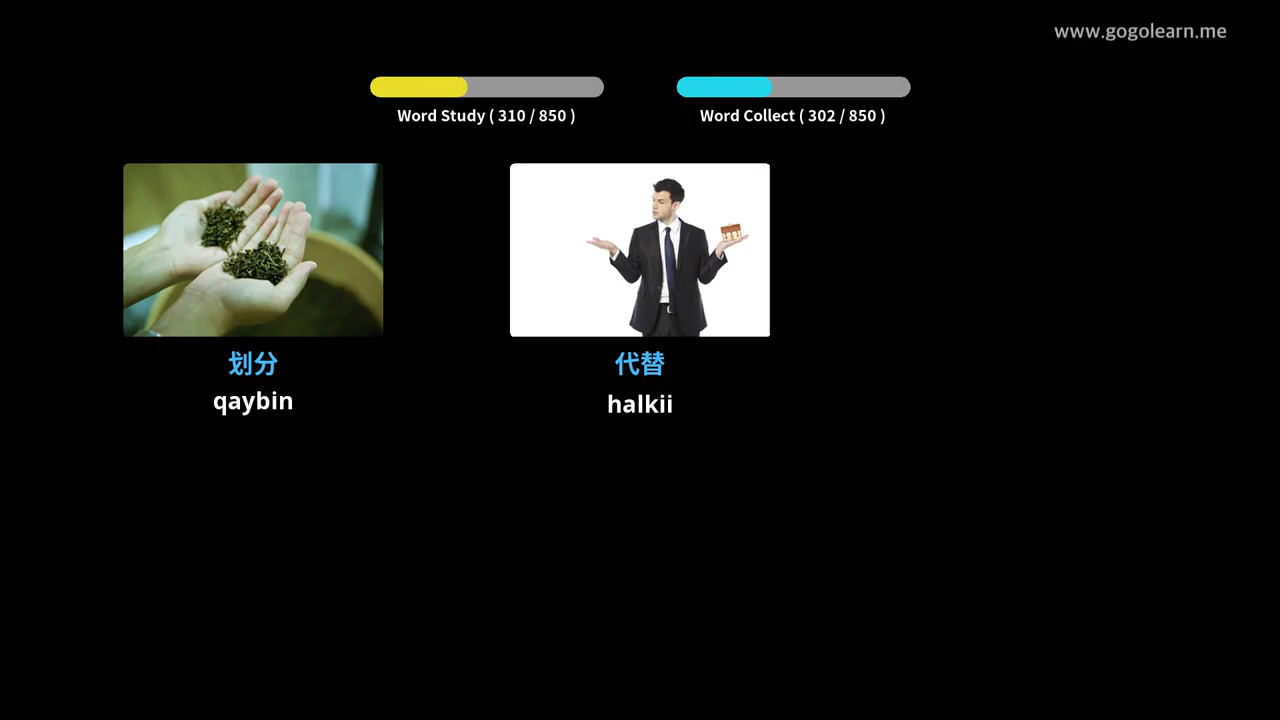 www.gogolearn.me
Word Study ( 310 / 850 )
Word Collect ( 302 / 850 )
划分
qaybin
代替
halkii